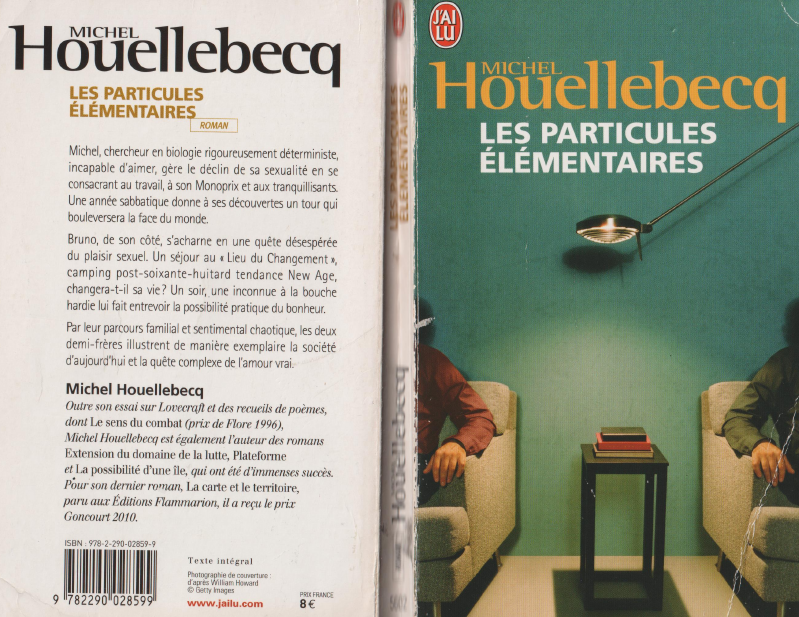 MICHEL
Houellebecq
LES PARTICULES
ÉLÉMENTAIRES
ROMAN
Michel, chercheur en biologie rigoureusement déterministe,
incapable d'aimer, gère le déclin de sa sexualité en se
consacrant au travail, à son Monoprix et aux tranquillisants.
Une année sabbatique donne à ses découvertes un tour qui
bouleversera la face du monde.
Bruno, de son côté, s'acharne en une quête désespérée
du plaisir sexuel. Un séjour au « Lieu du Changement »,
camping post-soixante-huitard tendance New Age,
changera-t-il sa vie ? Un soir, une inconnue à la bouche
hardie lui fait entrevoir la possibilité pratique du bonheur.
Par leur parcours familial et sentimental chaotique, les deux
demi-frères illustrent de manière exemplaire la société
d'aujourd'hui et la quête complexe de l'amour vrai.
Michel Houellebecq
Outre son essai sur Lovecraft et des recueils de poèmes,
dont Le sens du combat (prix de Flore 1996),
Michel Houellebecq est également l'auteur des romans
Extension du domaine de la lutte, Plateforme
et La possibilité d'une île, qui ont été d'immenses succès.
Pour son dernier roman, La carte et le territoire,
paru aux Éditions Flammarion, il a reçu le prix
Goncourt 2010.
ISBN : 978-2-290-02859-9
9 782290 028599
Texte intégral
Photographie de couverture :
d'après William Howard
© Getty Images
www.jailu.com
PRIX FRANCE
8 €
LES PARTICULES
ÉLÉMENTAIRES
Houellebecq
J'AI
LU
MICHEL
Houellebecq
LES PARTICULES
ÉLÉMENTAIRES